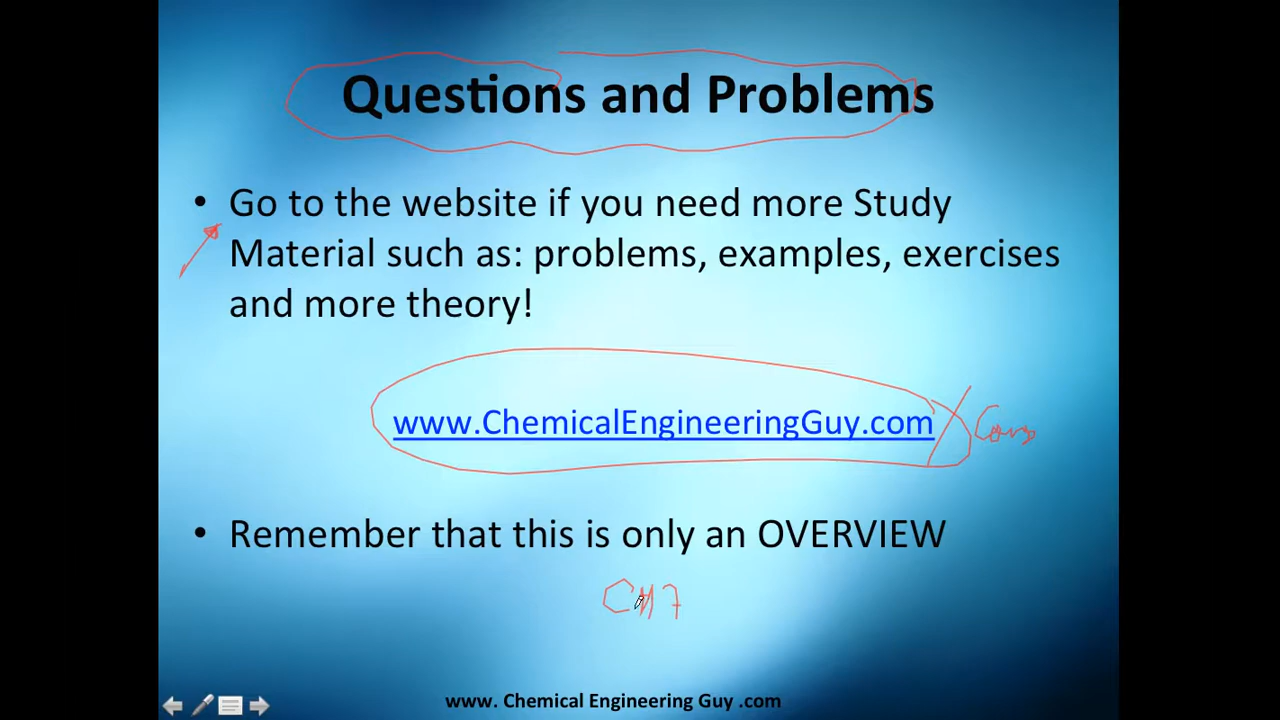 Questions and Problems
• Go to the website if you need more Study
Material such as: problems, examples, exercises
and more theory!
www.ChemicalEngineeringGuy.com
• Remember that this is only an OVERVIEW
CH7
www. Chemical Engineering Guy .com